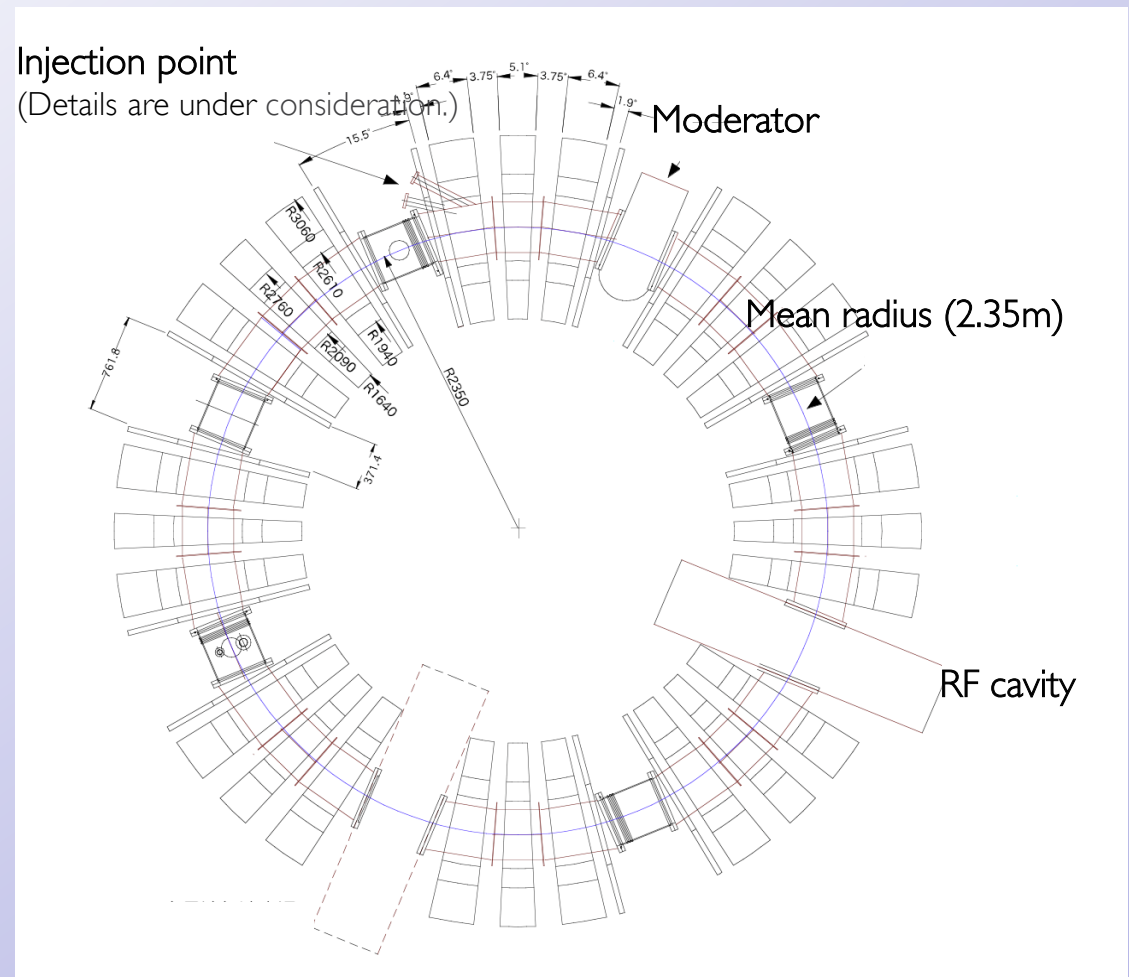 Injection point
(Details are under consideration.)
6.4°
3.75°
5.1°
3.75°
6.4°
1.9°
15.5°
Moderator
R3060
R2610
R2760
R1940
R2090
R1640
R2350
Mean radius (2.35m)
761.8
371.4
RF cavity